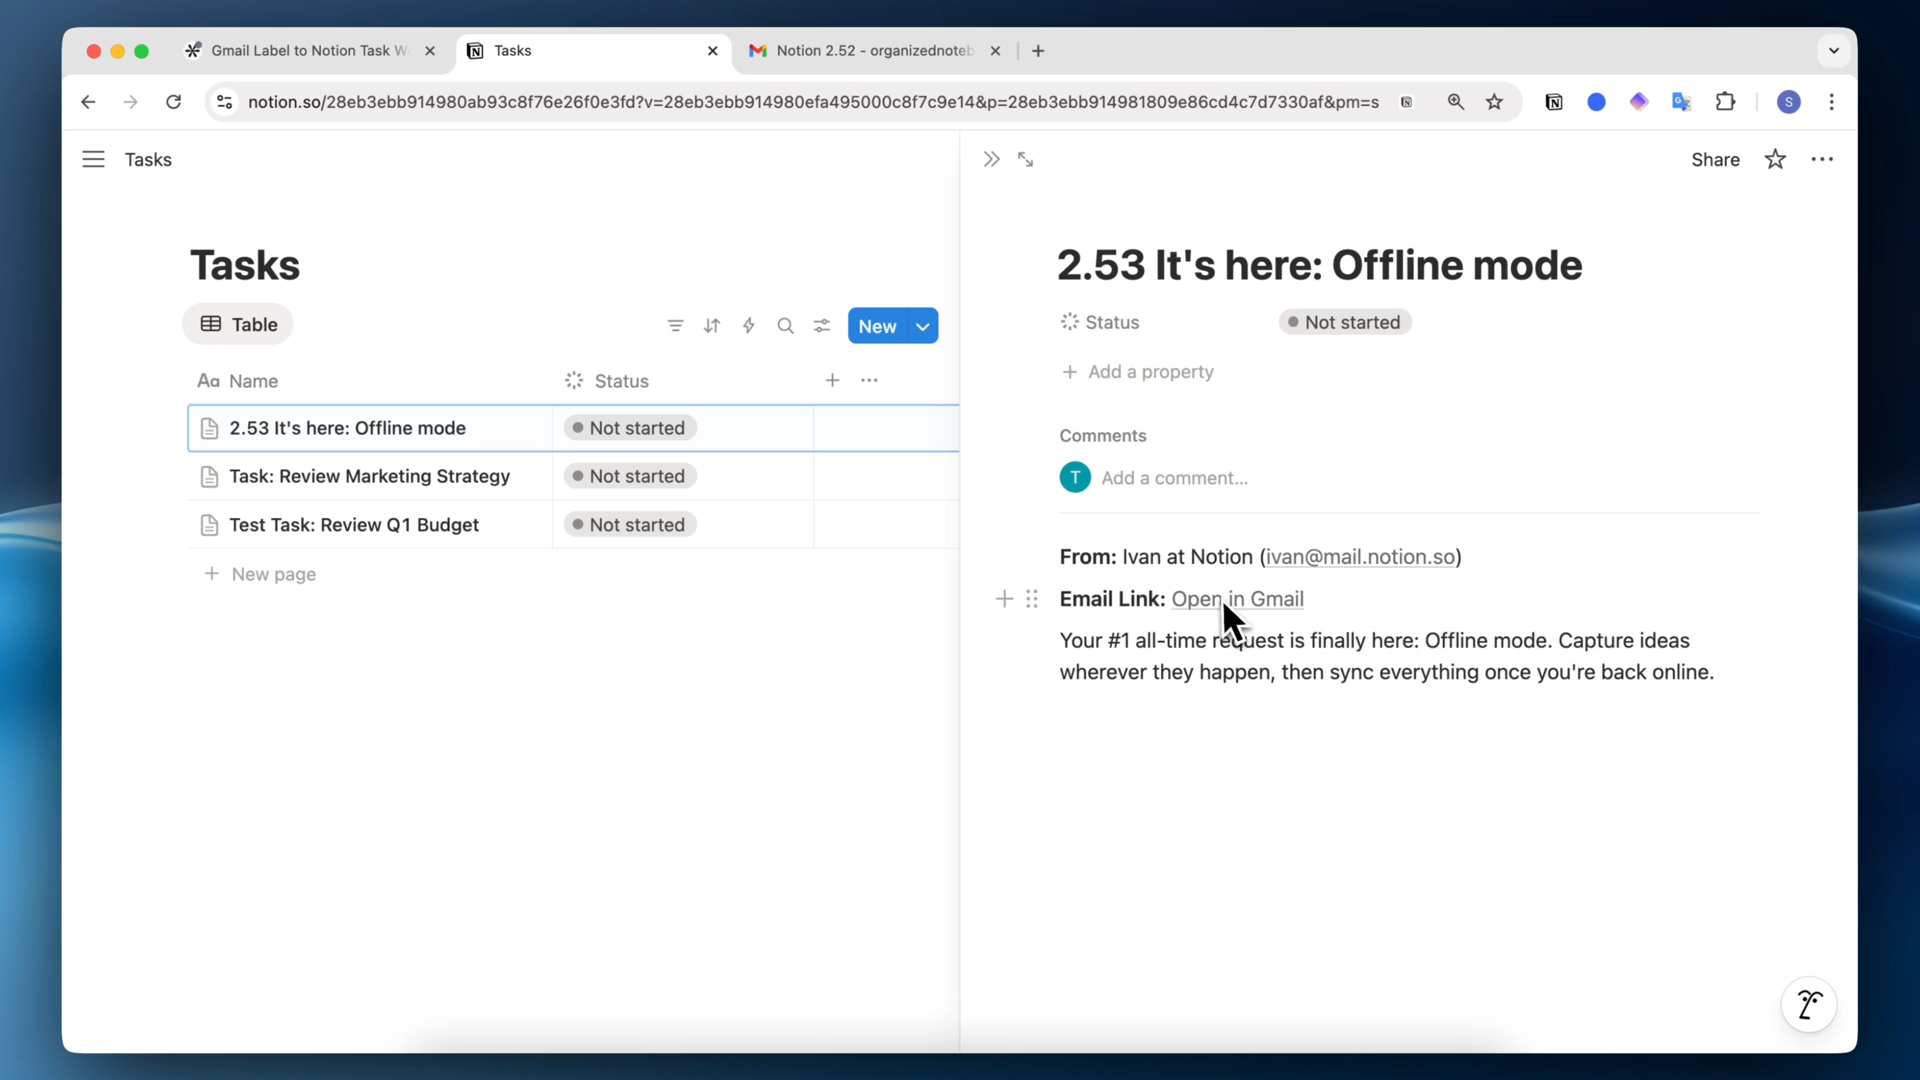 Gmail Label to Notion Task W
Tasks
Notion 2.52 - organizednoteb
notion.so/28eb3ebb914980ab93c8f76e26f0e3fd?v=28eb3ebb914980efa495000c8f7c9e14&p=28eb3ebb914981809e86cd4c7d7330af&pm=s
S
Tasks
Share
Tasks
Table
New
Aa Name
Status
2.53 It's here: Offline mode
Not started
Task: Review Marketing Strategy
Not started
Test Task: Review Q1 Budget
Not started
New page
2.53 It's here: Offline mode
Status
Not started
Add a property
Comments
T
Add a comment...
From: Ivan at Notion (ivan@mail.notion.so)
Email Link: Open in Gmail
Your #1 all-time request is finally here: Offline mode. Capture ideas
wherever they happen, then sync everything once you're back online.